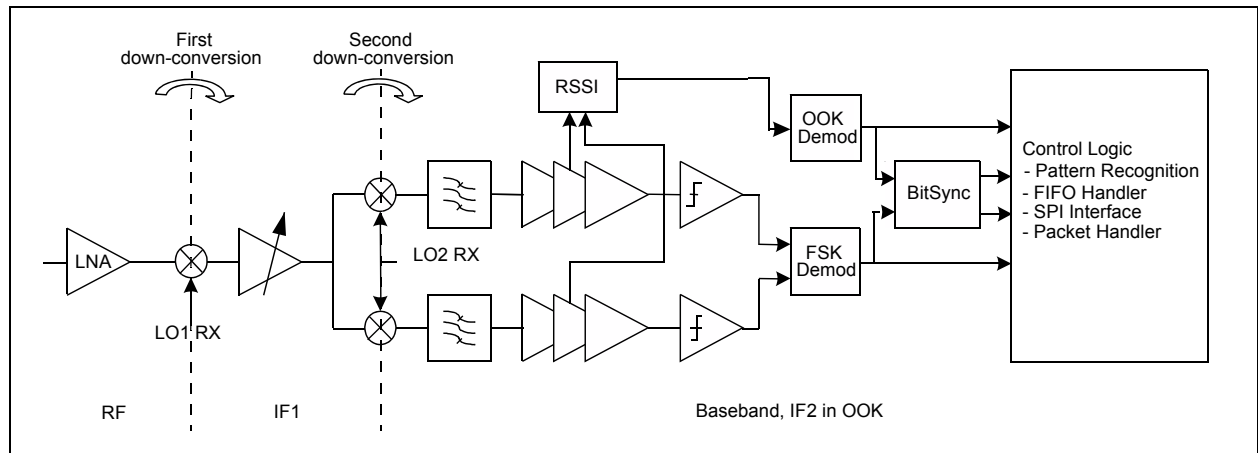 First
down-conversion
Second
down-conversion
RSSI
OOK
Demod
Control Logic
- Pattern Recognition
- FIFO Handler
- SPI Interface
- Packet Handler
BitSync
LNA
LO2 RX
FSK
Demod
LO1 RX
RF
IF1
Baseband, IF2 in OOK